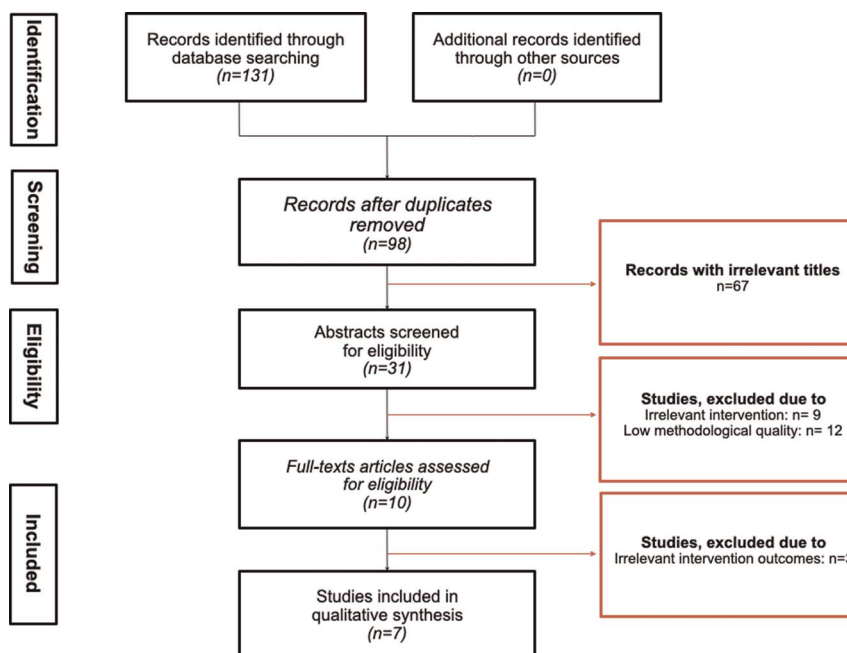 Identification
Records identified through
database searching
(n=131)
Additional records identified
through other sources
(n=0)
Screening
Records after duplicates
removed
(n=98)
Records with irrelevant titles
n=67
Eligibility
Abstracts screened
for eligibility
(n=31)
Studies, excluded due to
Irrelevant intervention: n= 9
Low methodological quality: n= 12
Full-texts articles assessed
for eligibility
(n=10)
Included
Studies, excluded due to
Irrelevant intervention outcomes: n=3
Studies included in
qualitative synthesis
(n=7)